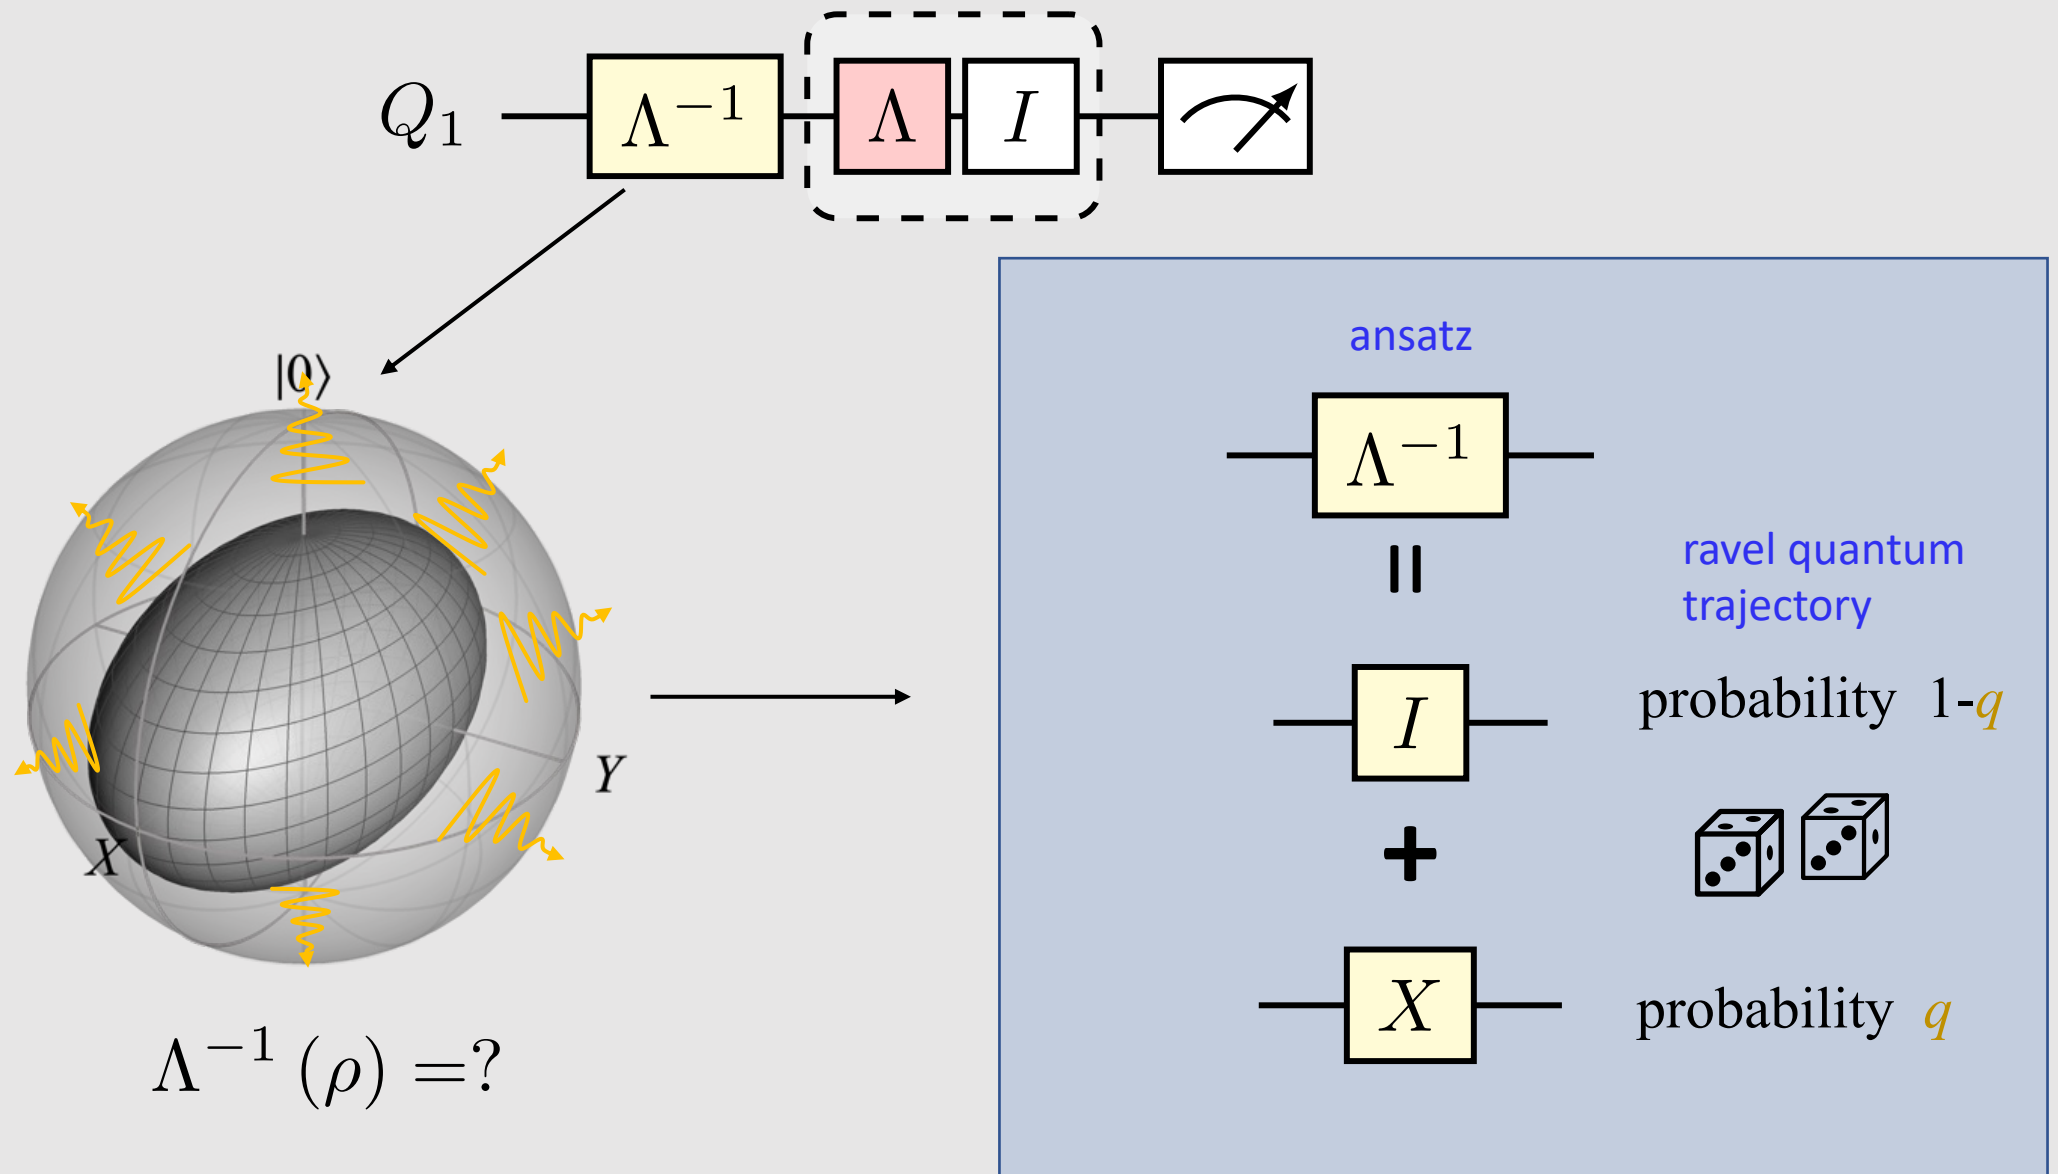 Q₁ Λ⁻¹ Λ I
|0⟩
Y
X
Λ⁻¹ (ρ) =?
ansatz
Λ⁻¹
=
ravel quantum
trajectory
I probability 1-q
+
X probability q